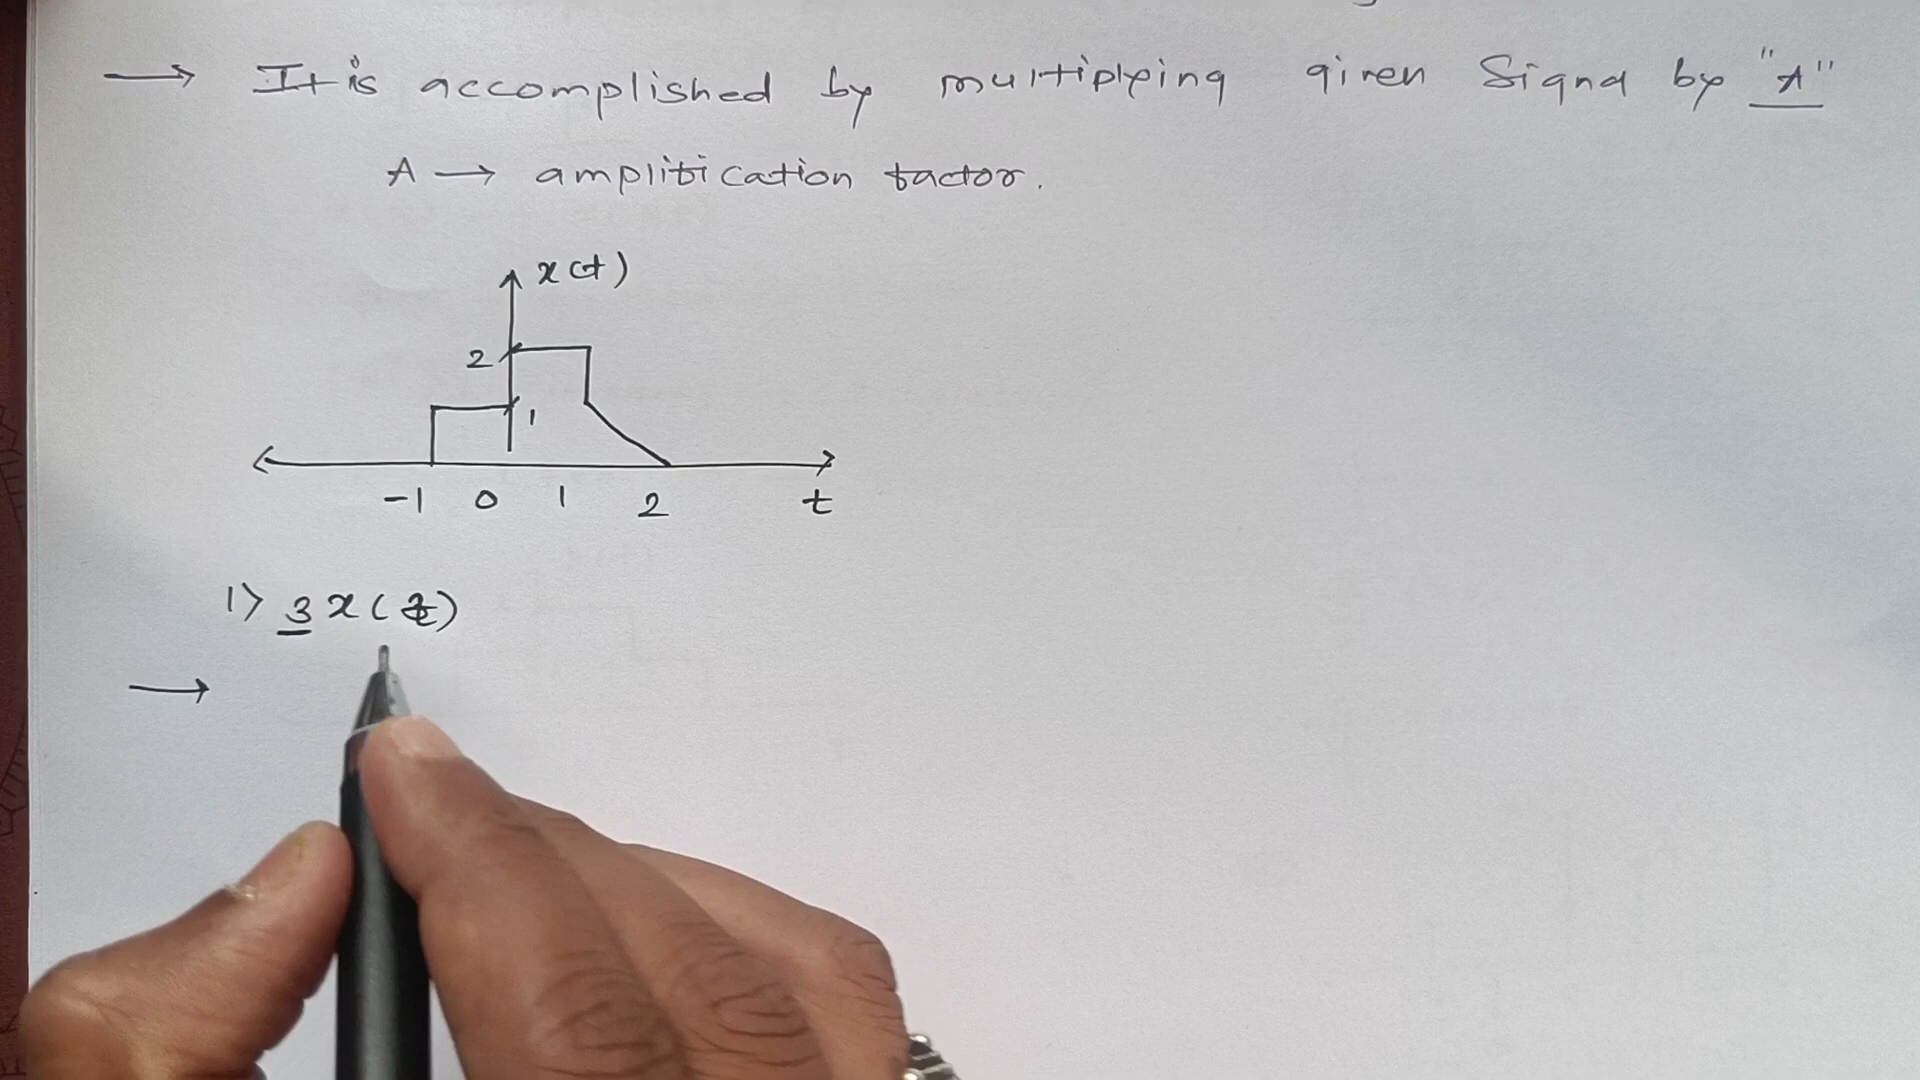 → It is accomplished by multiplying given Signal by "A"
A → amplification factor.
x(t)
2
1
-1 0 1 2 t
1) 3x(t)
→